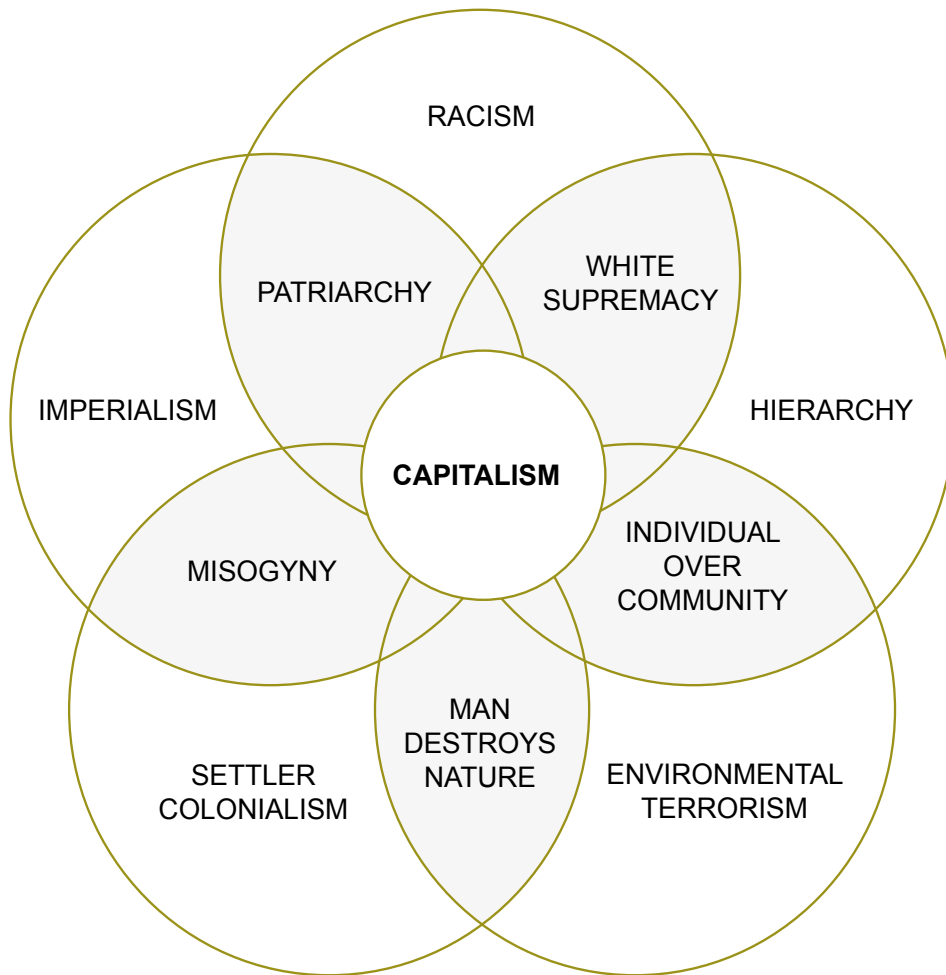 RACISM
PATRIARCHY
WHITE
SUPREMACY
IMPERIALISM
HIERARCHY
CAPITALISM
MISOGYNY
INDIVIDUAL
OVER
COMMUNITY
MAN
DESTROYS
NATURE
SETTLER
COLONIALISM
ENVIRONMENTAL
TERRORISM